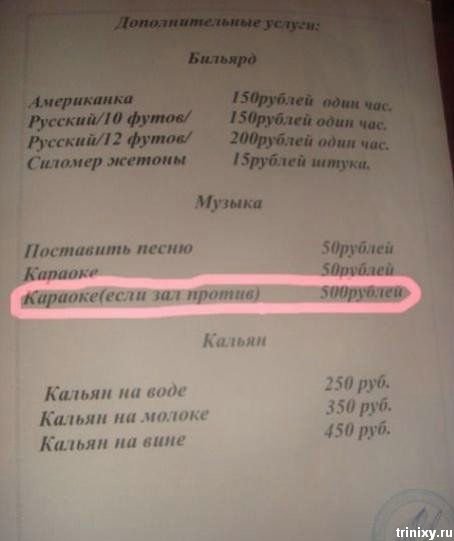 Дополнительные услуги:
Бильярд
Американка 150рублей один час.
Русский/10 футов/ 150рублей один час.
Русский/12 футов/ 200рублей один час.
Силомер жетоны 15рублей штука.
Музыка
Поставить песню 50рублей
Караоке 50рублей
Караоке(если зал против) 500рублей
Кальян
Кальян на воде 250 руб.
Кальян на молоке 350 руб.
Кальян на вине 450 руб.
trinixy.ru